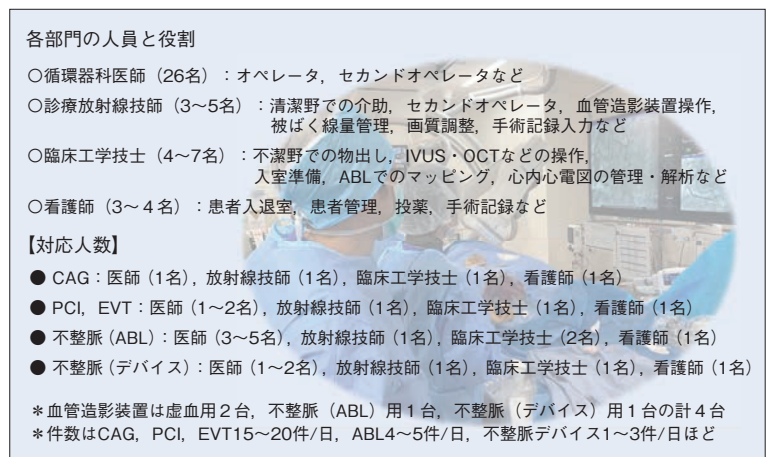 各部門の人員と役割
○循環器科医師（26名）：オペレータ，セカンドオペレータなど
○診療放射線技師（3～5名）：清潔野での介助，セカンドオペレータ，血管造影装置操作，
被ばく線量管理，画質調整，手術記録入力など
○臨床工学技士（4～7名）：不潔野での物出し，IVUS・OCTなどの操作，
入室準備，ABLでのマッピング，心内心電図の管理・解析など
○看護師（3～4名）：患者入退室，患者管理，投薬，手術記録など
【対応人数】
● CAG：医師（1名），放射線技師（1名），臨床工学技士（1名），看護師（1名）
● PCI，EVT：医師（1～2名），放射線技師（1名），臨床工学技士（1名），看護師（1名）
● 不整脈（ABL）：医師（3～5名），放射線技師（1名），臨床工学技士（2名），看護師（1名）
● 不整脈（デバイス）：医師（1～2名），放射線技師（1名），臨床工学技士（1名），看護師（1名）
＊血管造影装置は虚血用2台，不整脈（ABL）用1台，不整脈（デバイス）用1台の計4台
＊件数はCAG，PCI，EVT15～20件/日，ABL4～5件/日，不整脈デバイス1～3件/日ほど